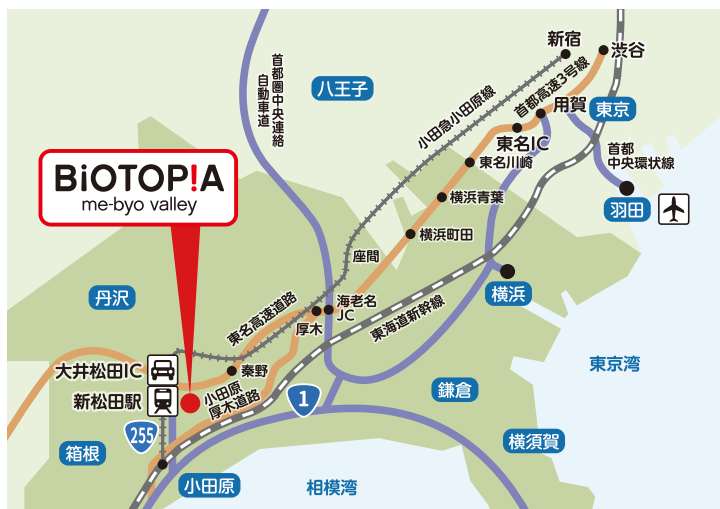 新宿
渋谷
首都圏中央連絡
自動車道
八王子
小田急小田原線
首都高速3号線
用賀
東京
東名IC
首都
中央環状線
東名川崎
BiOTOP!A
me-byo valley
横浜青葉
羽田
横浜町田
座間
丹沢
横浜
東名高速道路
海老名
JC
厚木
東海道新幹線
大井松田IC
秦野
東京湾
新松田駅
小田原
厚木道路
1
鎌倉
255
箱根
横須賀
小田原
相模湾